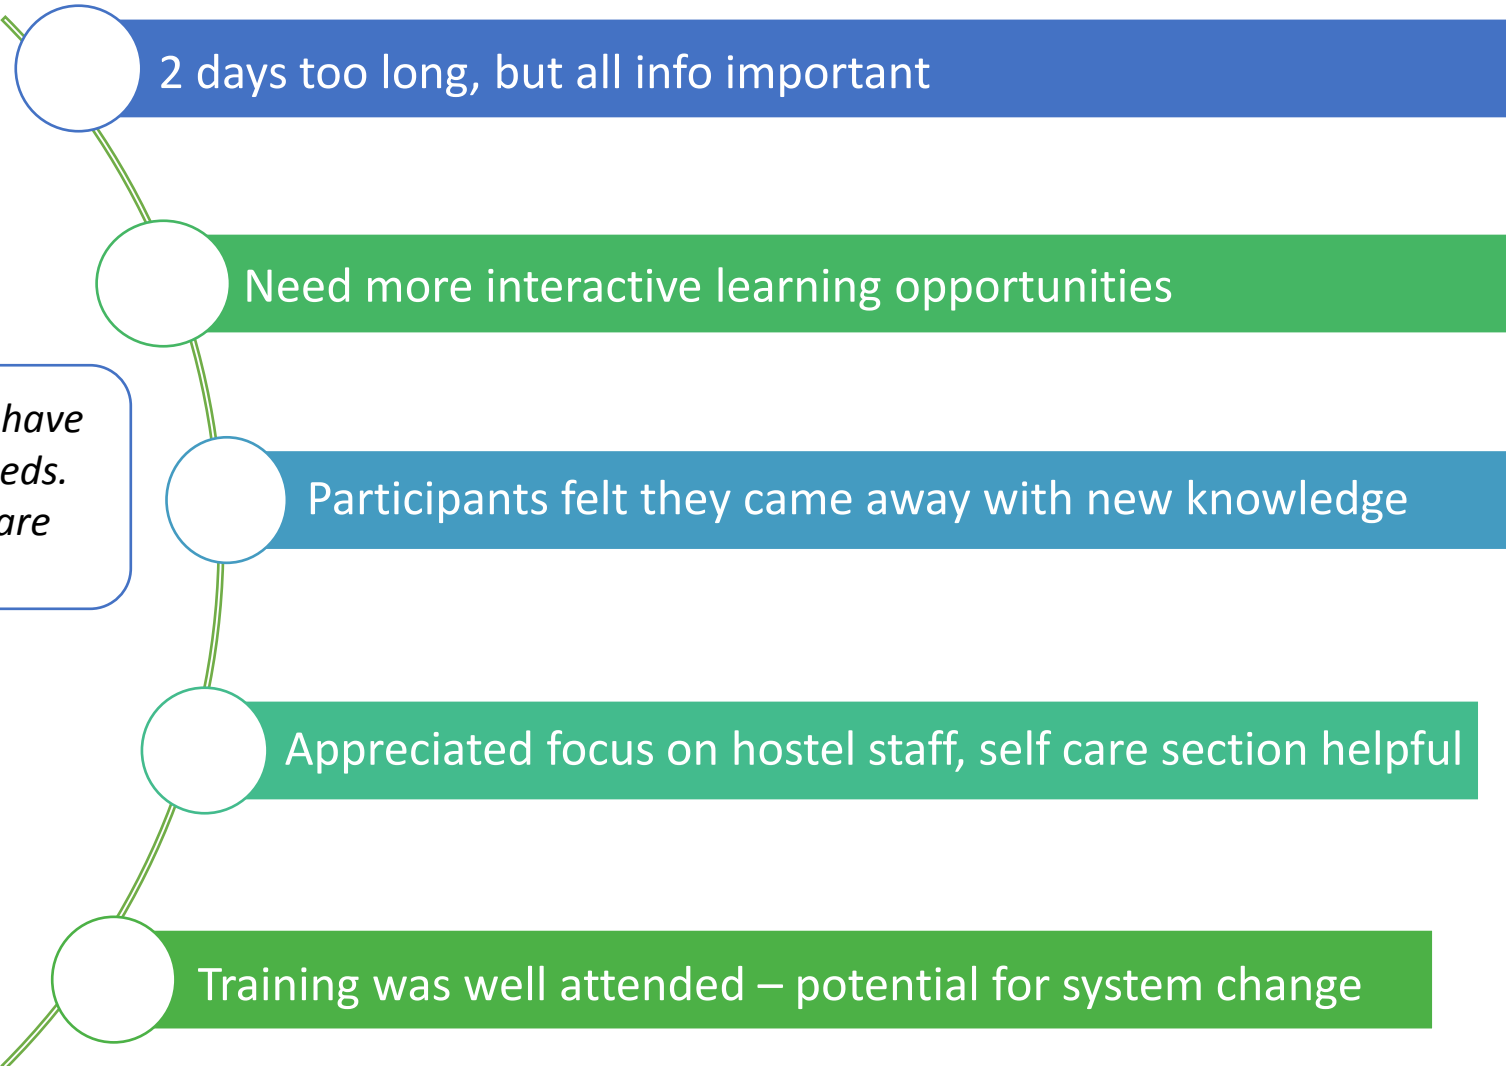 2 days too long, but all info important
Need more interactive learning opportunities
have
Participants felt they came away with new knowledge
Appreciated focus on hostel staff, self care section helpful
Training was well attended – potential for system change